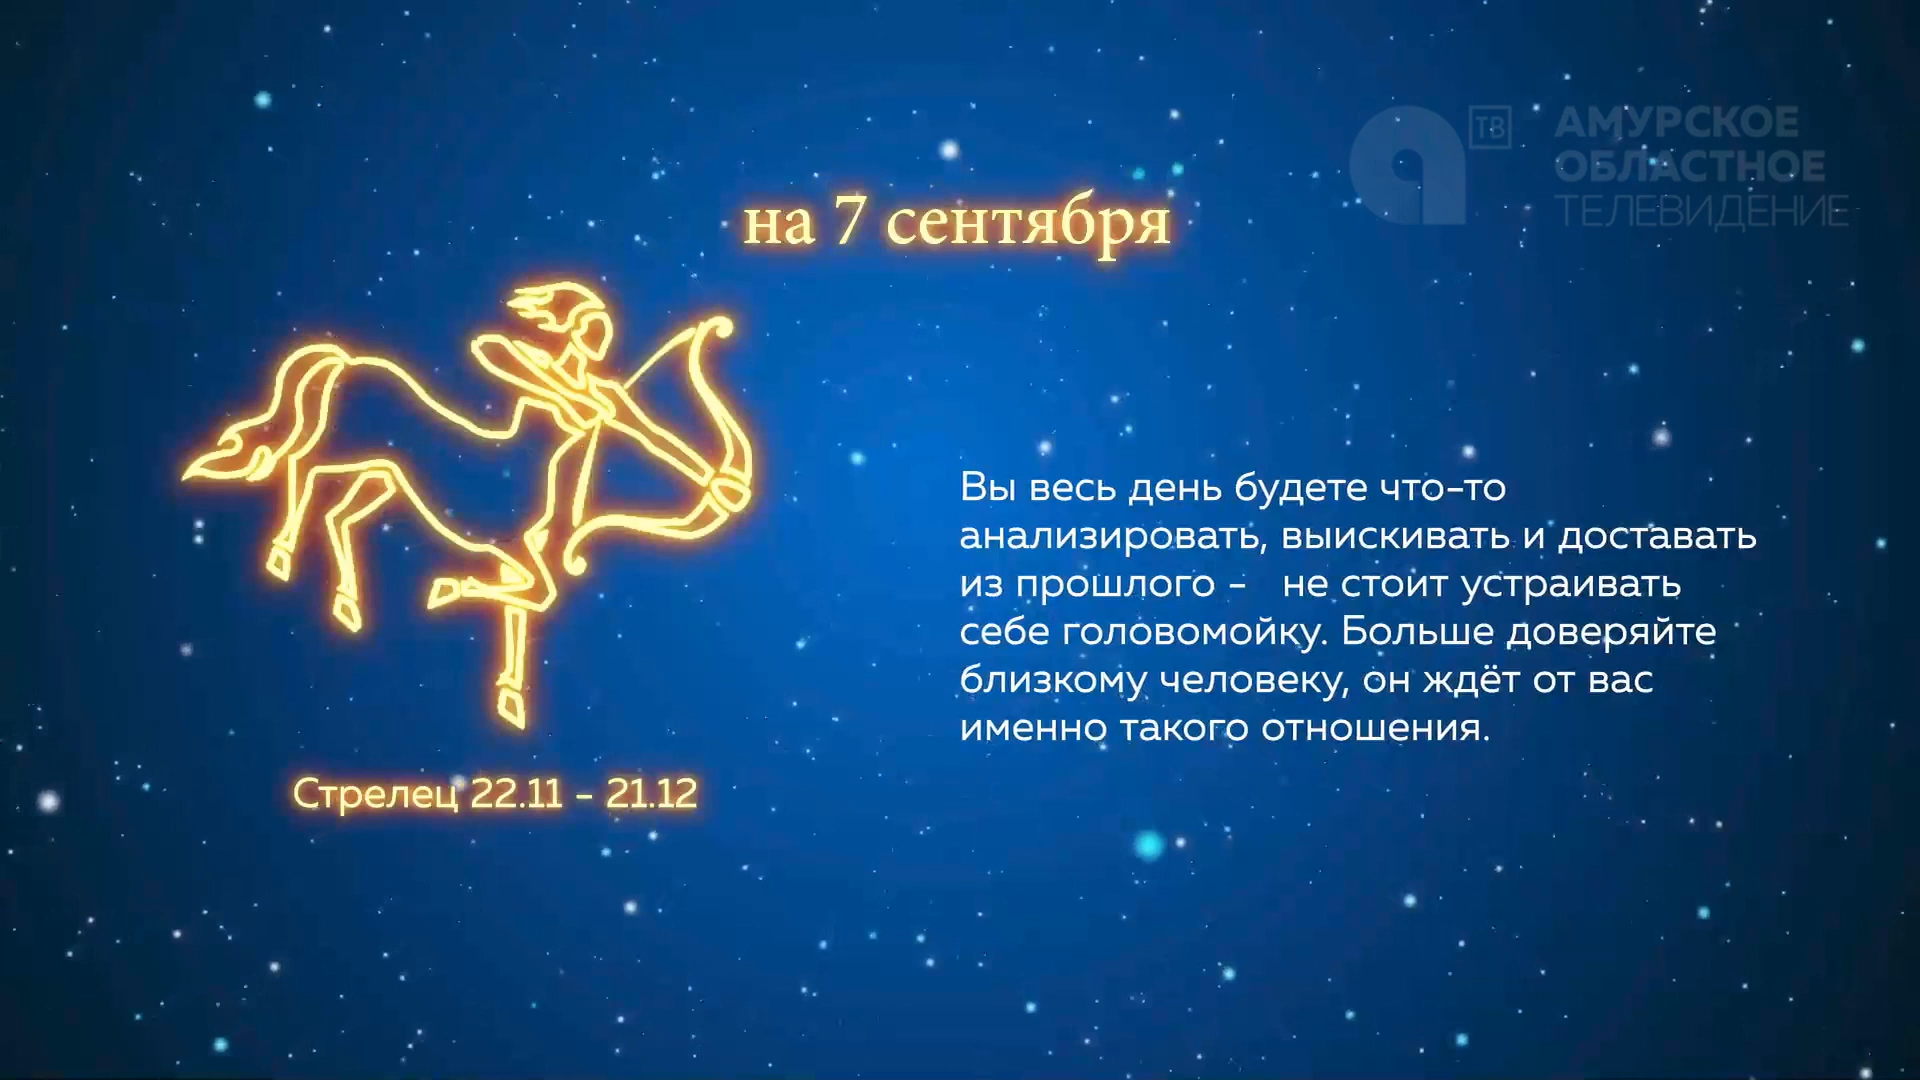 ТВ
АМУРСКОЕ
ОБЛАСТНОЕ
ТЕЛЕВИДЕНИЕ
на 7 сентября
Вы весь день будете что-то
анализировать, выискивать и доставать
из прошлого -   не стоит устраивать
себе головомойку. Больше доверяйте
близкому человеку, он ждёт от вас
именно такого отношения.
Стрелец 22.11 - 21.12